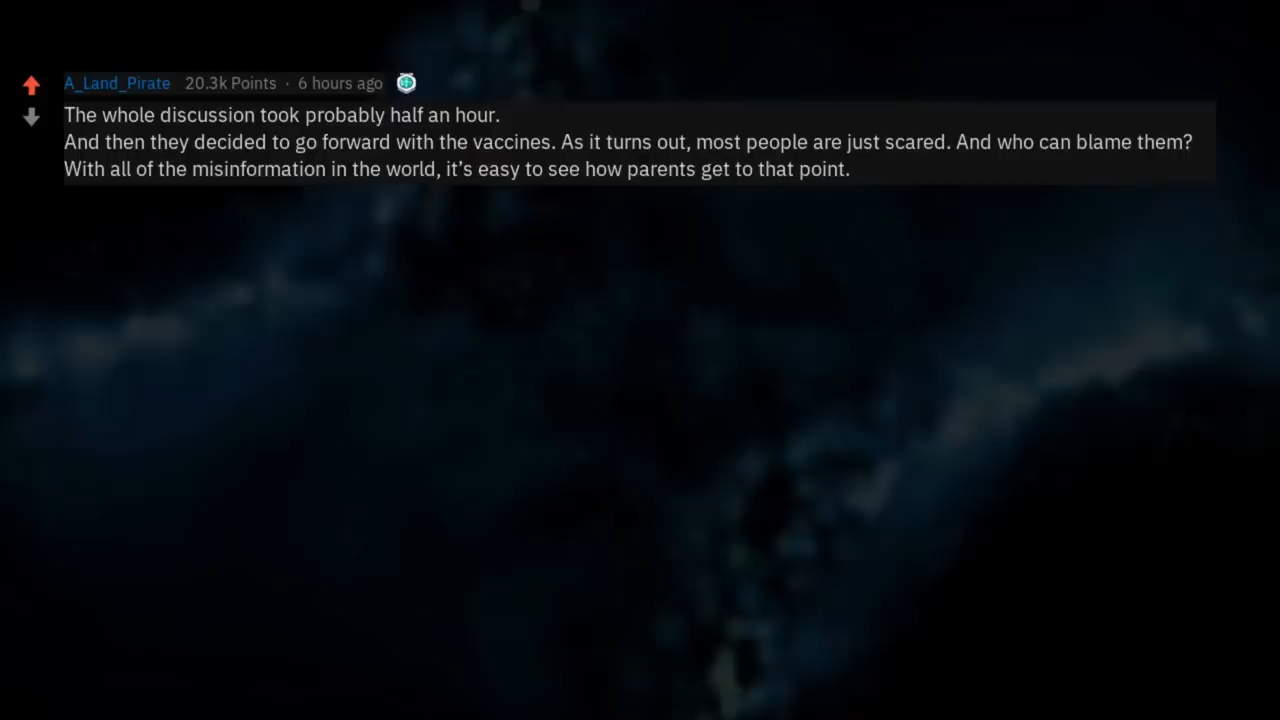 A_Land_Pirate 20.3k Points · 6 hours ago
The whole discussion took probably half an hour.
And then they decided to go forward with the vaccines. As it turns out, most people are just scared. And who can blame them?
With all of the misinformation in the world, it’s easy to see how parents get to that point.